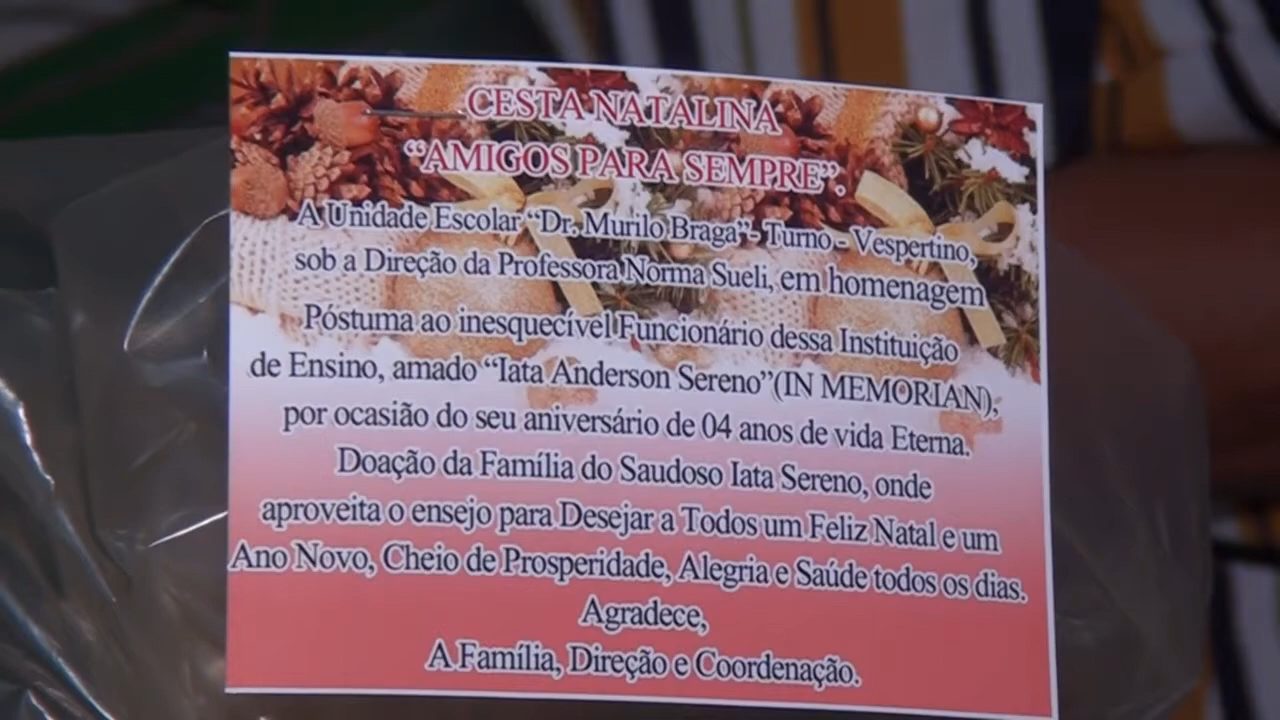 CESTA NATALINA
“AMIGOS PARA SEMPRE”.
A Unidade Escolar “Dr. Murilo Braga”- Turno - Vespertino,
sob a Direção da Professora Norma Sueli, em homenagem
Póstuma ao inesquecível Funcionário dessa Instituição
de Ensino, amado “Iata Anderson Sereno”(IN MEMORIAN),
por ocasião do seu aniversário de 04 anos de vida Eterna.
Doação da Família do Saudoso Iata Sereno, onde
aproveita o ensejo para Desejar a Todos um Feliz Natal e um
Ano Novo, Cheio de Prosperidade, Alegria e Saúde todos os dias.
Agradece,
A Família, Direção e Coordenação.